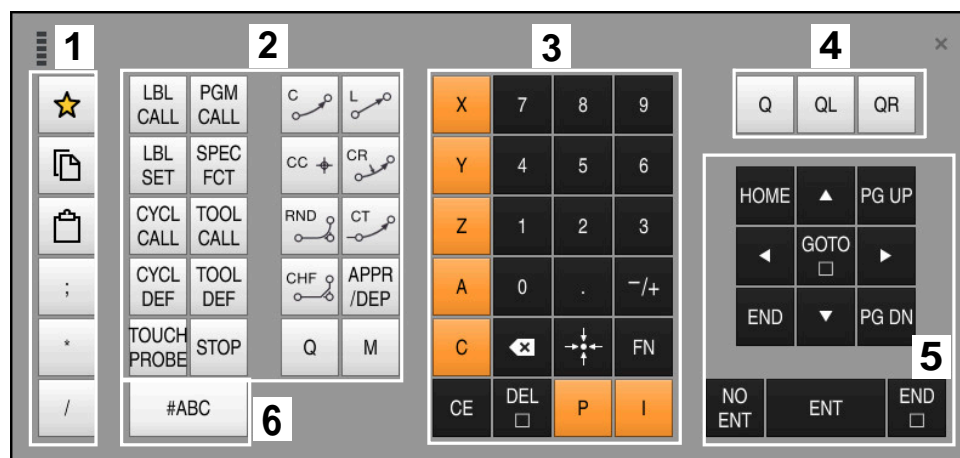 1
2
3
4
×
LBL CALL
PGM CALL
C
L
X
7
8
9
Q
QL
QR
LBL SET
SPEC FCT
CC
CR
Y
4
5
6
HOME
PG UP
CYCL CALL
TOOL CALL
RND
CT
Z
1
2
3
GOTO
;
CYCL DEF
TOOL DEF
CHF
APPR /DEP
A
0
.
−/+
END
PG DN
*
TOUCH PROBE
STOP
Q
M
C
FN
5
/
#ABC
6
CE
DEL
P
I
NO ENT
ENT
END